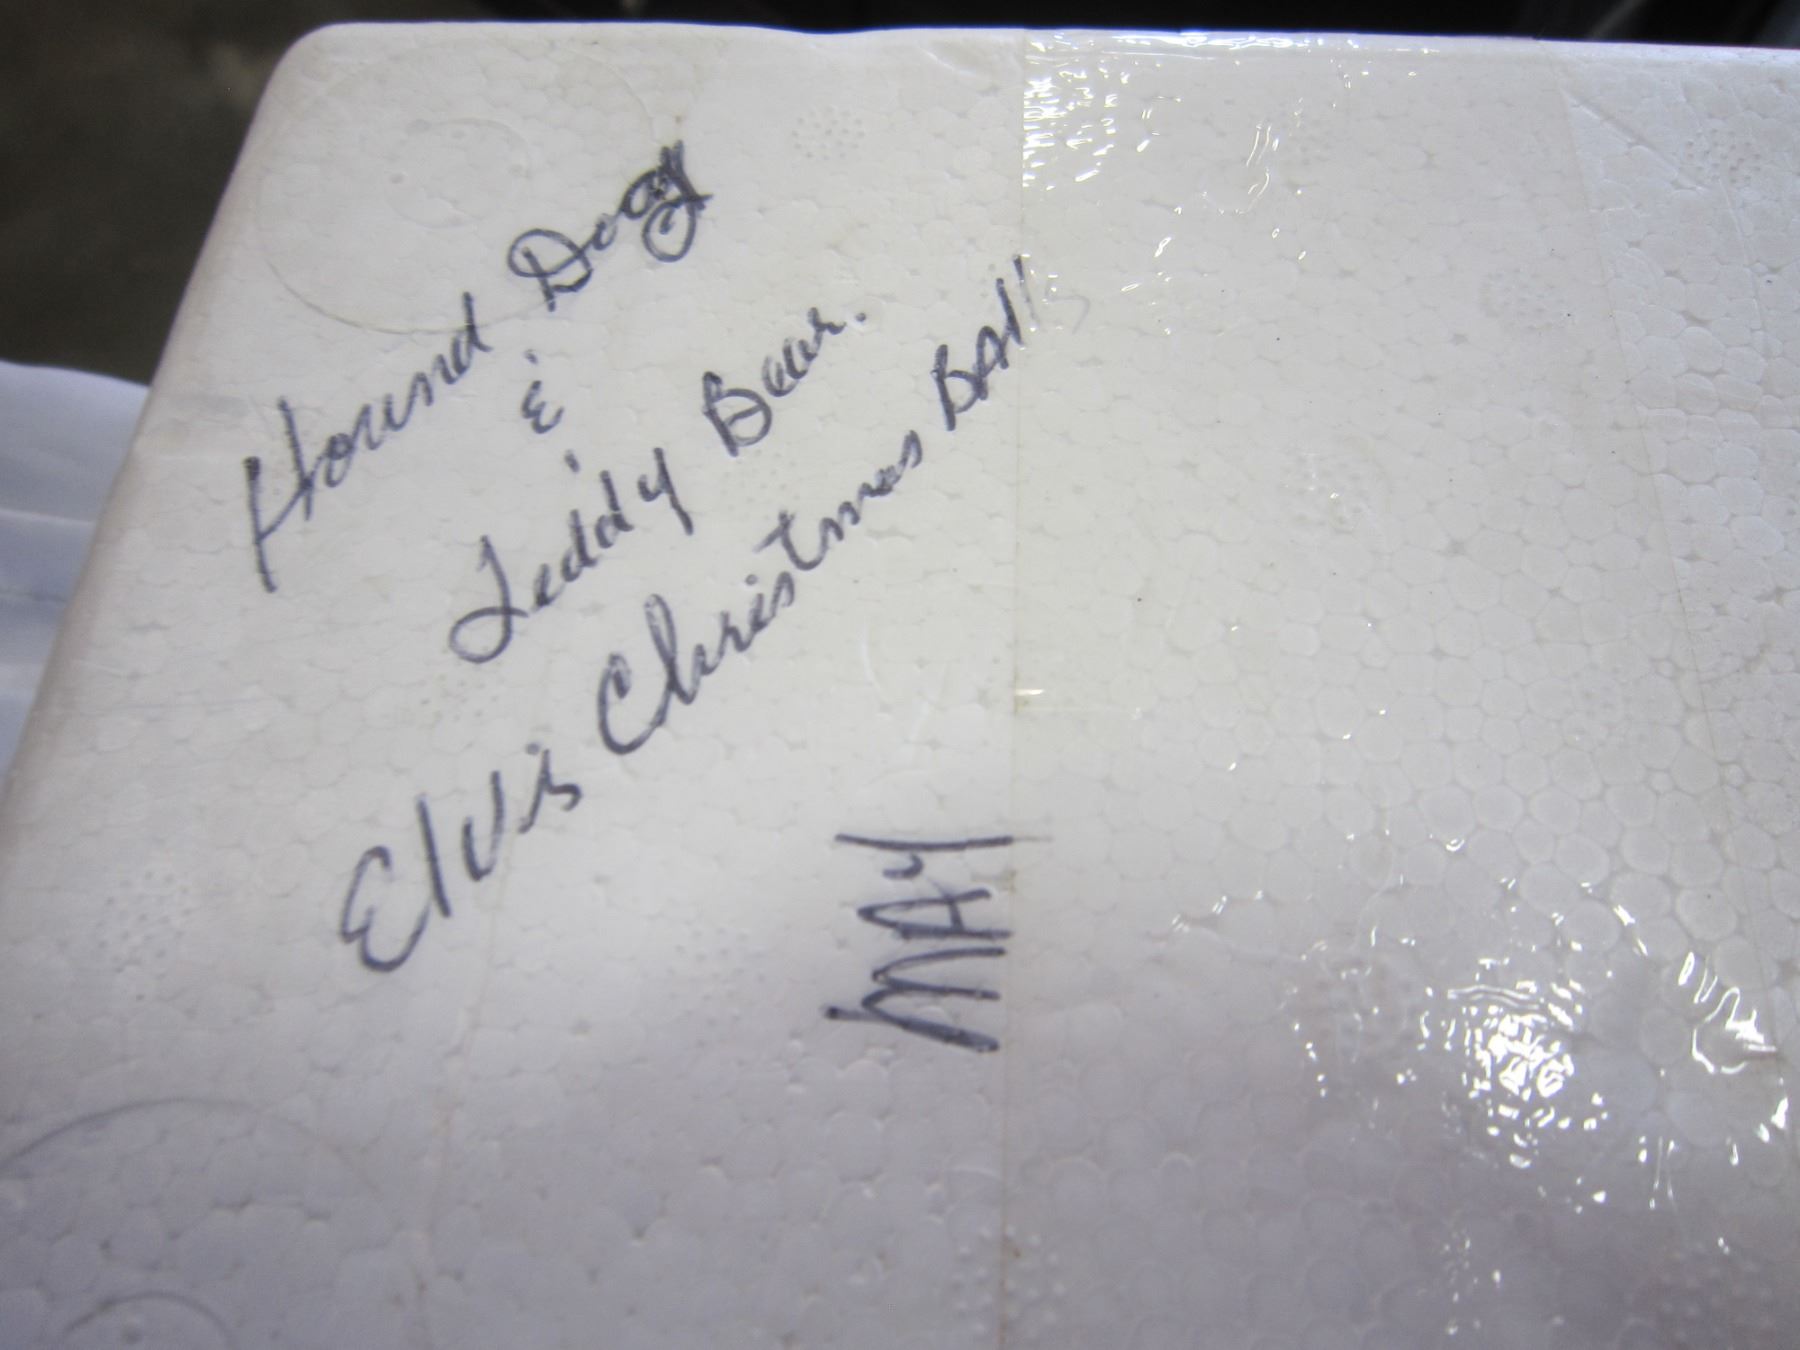 Hound Dog
&
Teddy Bear.
Elvis Christmas BAlls
MAY